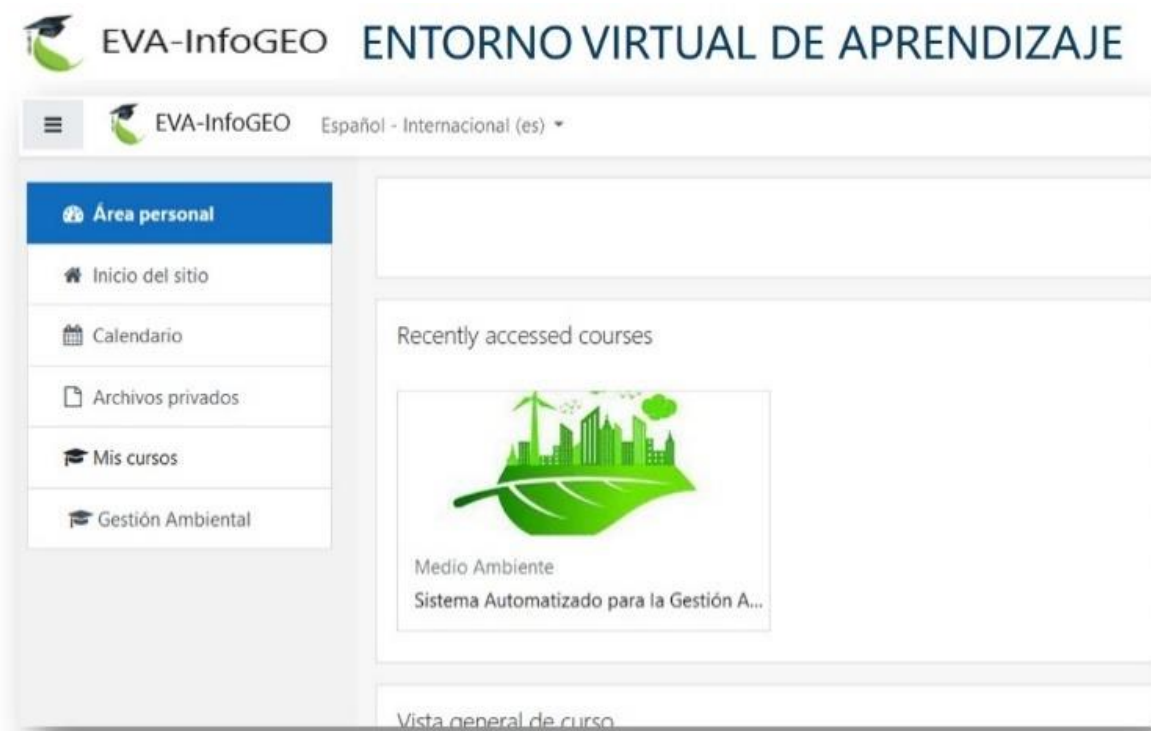 EVA-InfoGEO ENTORNO VIRTUAL DE APRENDIZAJE
EVA-InfoGEO Español - Internacional (es)
Área personal
Inicio del sitio
Calendario
Archivos privados
Mis cursos
Gestión Ambiental
Recently accessed courses
Medio Ambiente
Sistema Automatizado para la Gestión A...
Vista general de curso